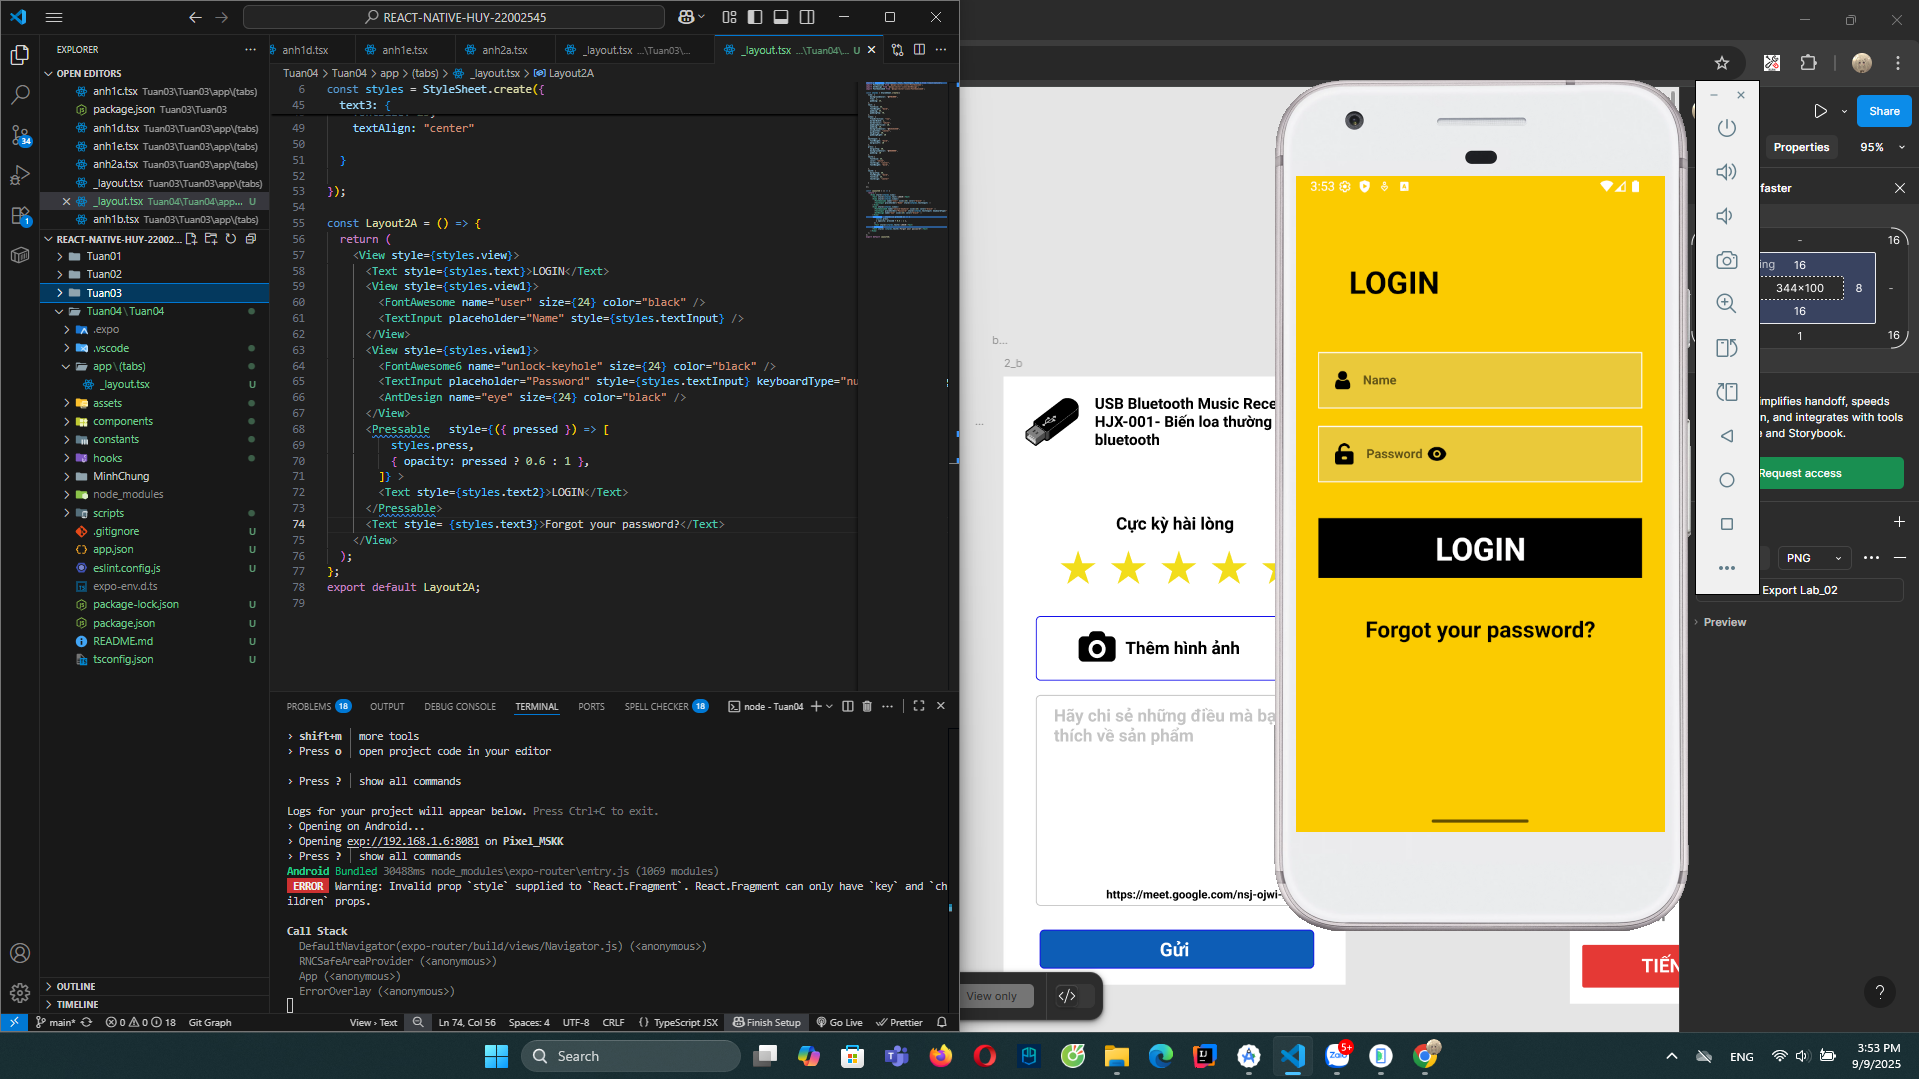 REACT-NATIVE-HUY-22002545
EXPLORER
anh1d.tsx
anh1e.tsx
anh2a.tsx
_layout.tsx ...\Tuan03\...
_layout.tsx ...\Tuan04\... U
OPEN EDITORS
anh1c.tsx Tuan03\Tuan03\app\(tabs)
package.json Tuan03\Tuan03
anh1d.tsx Tuan03\Tuan03\app\(tabs)
anh1e.tsx Tuan03\Tuan03\app\(tabs)
anh2a.tsx Tuan03\Tuan03\app\(tabs)
_layout.tsx Tuan03\Tuan03\app\(tabs)
_layout.tsx Tuan04\Tuan04\app... U
anh1b.tsx Tuan03\Tuan03\app\(tabs)
REACT-NATIVE-HUY-22002...
Tuan01
Tuan02
Tuan03
Tuan04\Tuan04
.expo
.vscode
app\(tabs)
_layout.tsx U
assets
components
constants
hooks
MinhChung
node_modules
scripts
.gitignore U
app.json U
eslint.config.js U
expo-env.d.ts
package-lock.json U
package.json U
README.md U
tsconfig.json U
OUTLINE
TIMELINE
34
1
Tuan04 > Tuan04 > app > (tabs) > _layout.tsx > Layout2A
6 const styles = StyleSheet.create({
45 text3: {
49 textAlign: "center"
50
51 }
52
53 });
54
55 const Layout2A = () => {
56 return (
57 <View style={styles.view}>
58 <Text style={styles.text}>LOGIN</Text>
59 <View style={styles.view1}>
60 <FontAwesome name="user" size={24} color="black" />
61 <TextInput placeholder="Name" style={styles.textInput} />
62 </View>
63 <View style={styles.view1}>
64 <FontAwesome6 name="unlock-keyhole" size={24} color="black" />
65 <TextInput placeholder="Password" style={styles.textInput} keyboardType="nu
66 <AntDesign name="eye" size={24} color="black" />
67 </View>
68 <Pressable style={({ pressed }) => [
69 styles.press,
70 { opacity: pressed ? 0.6 : 1 },
71 ]} >
72 <Text style={styles.text2}>LOGIN</Text>
73 </Pressable>
74 <Text style= {styles.text3}>Forgot your password?</Text>
75 </View>
76 );
77 };
78 export default Layout2A;
79
PROBLEMS 18
OUTPUT
DEBUG CONSOLE
TERMINAL
PORTS
SPELL CHECKER 18
node - Tuan04
› shift+m │ more tools
› Press o │ open project code in your editor
› Press ? │ show all commands
Logs for your project will appear below. Press Ctrl+C to exit.
› Opening on Android...
› Opening exp://192.168.1.6:8081 on Pixel_MSKK
› Press ? │ show all commands
Android Bundled 30488ms node_modules\expo-router\entry.js (1069 modules)
ERROR Warning: Invalid prop `style` supplied to `React.Fragment`. React.Fragment can only have `key` and `ch
ildren` props.
Call Stack
DefaultNavigator(expo-router/build/views/Navigator.js) (<anonymous>)
RNCSafeAreaProvider (<anonymous>)
App (<anonymous>)
ErrorOverlay (<anonymous>)
main*
0 0 18
Git Graph
View › Text
Ln 74, Col 56
Spaces: 4
UTF-8
CRLF
{ } TypeScript JSX
Finish Setup
Go Live
Prettier
b...
2_b
...
USB Bluetooth Music Rece
HJX-001- Biến loa thường
bluetooth
Cực kỳ hài lòng
Thêm hình ảnh
Hãy chi sẻ những điều mà bạ
thích về sản phẩm
https://meet.google.com/nsj-ojwi-
Gửi
View only
TIẾN
3:53
LOGIN
Name
Password
LOGIN
Forgot your password?
Share
Properties
95%
faster
-
16
ing 16
344×100
8
-
16
1
16
implifies handoff, speeds
n, and integrates with tools
e and Storybook.
Request access
PNG
Export Lab_02
Preview
?
Search
Zalo
5+
ENG
3:53 PM
9/9/2025